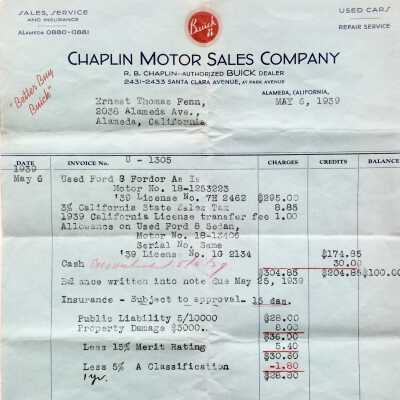 SALES, SERVICE
AND INSURANCE
ALAMEDA 0880-0881
Buick
8
USED CARS
REPAIR SERVICE
CHAPLIN MOTOR SALES COMPANY
R. B. CHAPLIN—AUTHORIZED BUICK DEALER
2431-2433 SANTA CLARA AVENUE, AT PARK AVENUE
"Better Buy
Buick"
ALAMEDA, CALIFORNIA,
Ernest Thomas Fenn, MAY 6, 1939
2038 Alameda Ave.,
Alameda, California
DATE INVOICE No. U - 1305 CHARGES CREDITS BALANCE
1939
May 6 Used Ford 8 Fordor As Is
Motor No. 18-1253223
'39 License No. 7H 2462 $295.00
3% California State Sales Tax 8.85
1939 California License transfer fee 1.00
Allowance on Used Ford 8 Sedan,
Motor No. 18-13406
Serial No. Same
'39 License No. 1G 2134 $174.85
Cash 30.00
$304.85 $204.85 $100.00
Balance written into note due May 25, 1939
Insurance - Subject to approval- 15 das.
Public Liability 5/10000 $28.00
Property Damage $5000.. 8.00
$36.00
Less 15% Merit Rating 5.40
$30.60
Less 5% A Classification -1.80
1 yr. $28.80